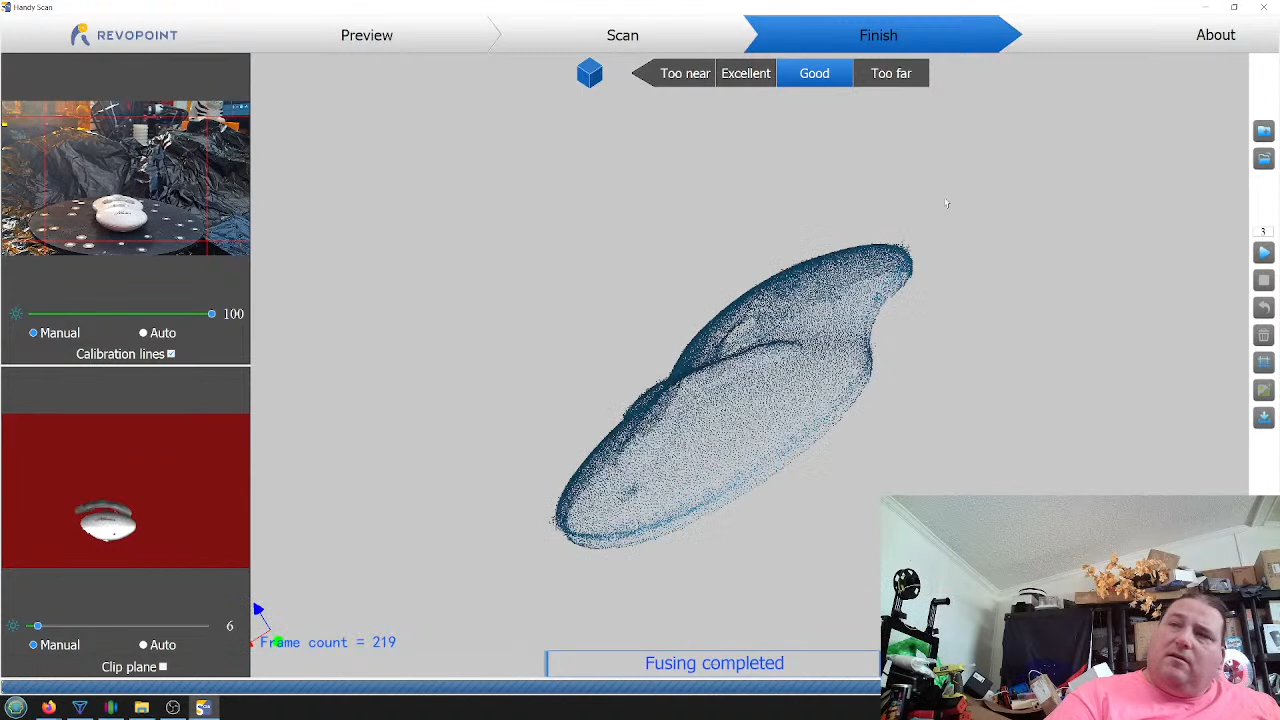 Handy Scan
REVOPOINT
Preview
Scan
Finish
About
Too near
Excellent
Good
Too far
3
100
Manual
Auto
Calibration lines
6
Manual
Auto
Clip plane
Frame count = 219
Fusing completed